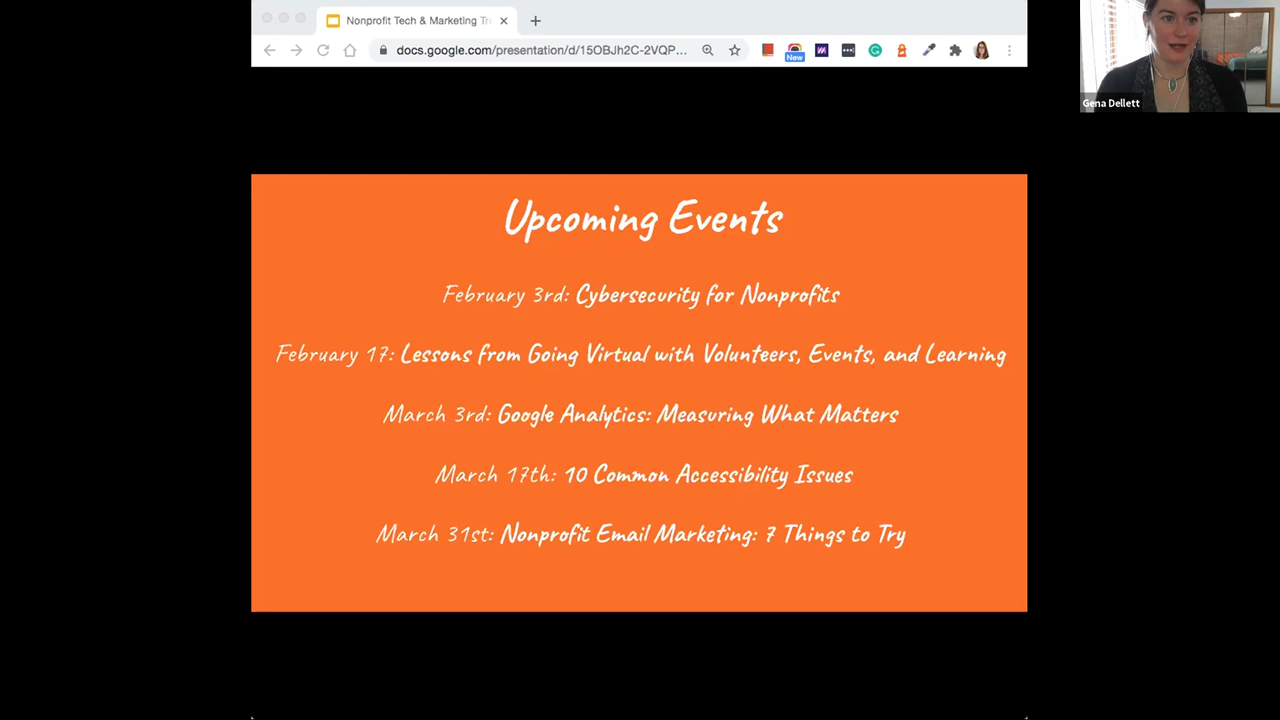 Nonprofit Tech & Marketing Tr
docs.google.com/presentation/d/15OBJh2C-2VQP...
New
Gena Dellett
Upcoming Events
February 3rd: Cybersecurity for Nonprofits
February 17: Lessons from Going Virtual with Volunteers, Events, and Learning
March 3rd: Google Analytics: Measuring What Matters
March 17th: 10 Common Accessibility Issues
March 31st: Nonprofit Email Marketing: 7 Things to Try